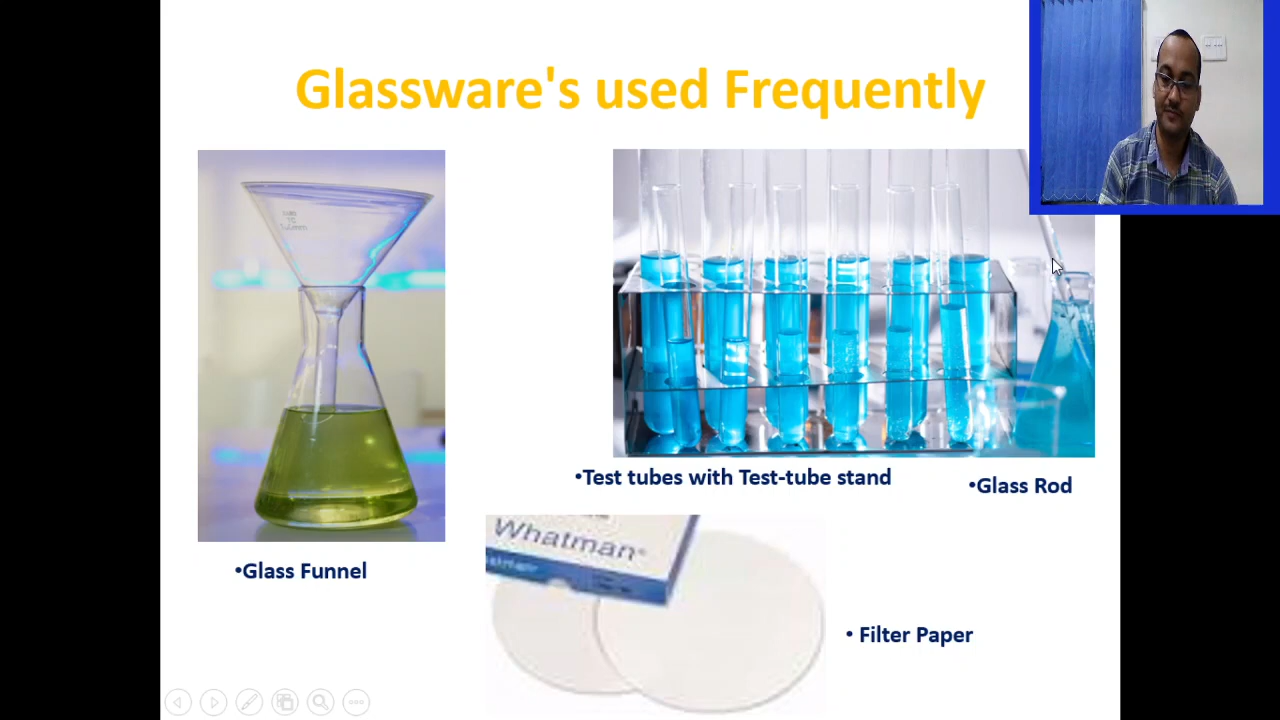 Glassware's used Frequently
•Test tubes with Test-tube stand
•Glass Rod
Whatman®
•Glass Funnel
• Filter Paper